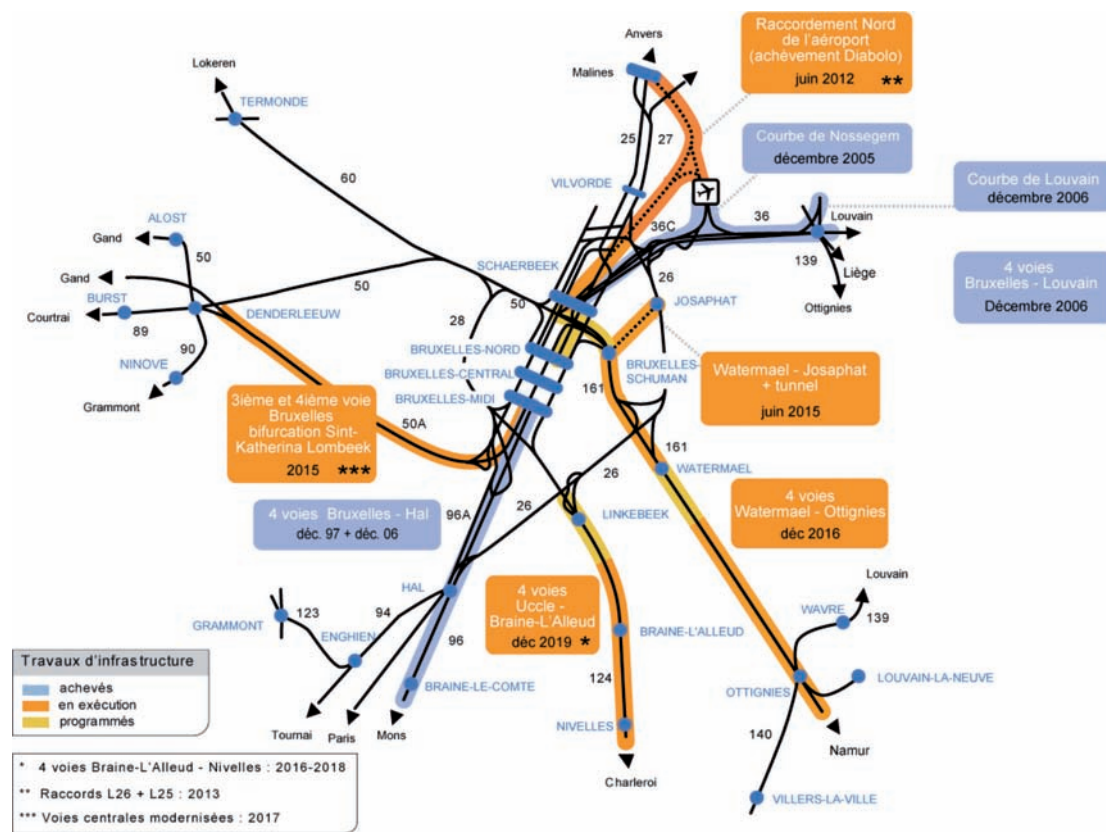 Anvers
Raccordement Nord
de l'aéroport
(achèvement Diabolo)
juin 2012 **
Lokeren
Malines
TERMONDE
25
27
Courbe de Nossegem
décembre 2005
60
VILVORDE
Courbe de Louvain
décembre 2006
ALOST
Gand
36C
36
Louvain
139
Liège
50
Gand
SCHAERBEEK
26
4 voies
Bruxelles - Louvain
Décembre 2006
50
50
JOSAPHAT
Ottignies
BURST
Courtrai
89
DENDERLEEUW
28
90
NINOVE
Grammont
BRUXELLES-NORD
BRUXELLES-CENTRAL
BRUXELLES-MIDI
BRUXELLES-
SCHUMAN
161
Watermael - Josaphat
+ tunnel
juin 2015
3ième et 4ième voie
Bruxelles
bifurcation Sint-
Katherina Lombeek
2015 ***
50A
161
WATERMAEL
26
26
4 voies Bruxelles - Hal
déc. 97 + déc. 06
96A
LINKEBEEK
4 voies
Watermael - Ottignies
déc 2016
HAL
Louvain
4 voies
Uccle -
Braine-L'Alleud
déc 2019 *
WAVRE
139
123
94
GRAMMONT
ENGHIEN
96
BRAINE-L'ALLEUD
Travaux d'infrastructure
achevés
en exécution
programmés
BRAINE-LE-COMTE
124
OTTIGNIES
LOUVAIN-LA-NEUVE
NIVELLES
Tournai
Paris
Mons
140
Namur
Charleroi
* 4 voies Braine-L'Alleud - Nivelles : 2016-2018
** Raccords L26 + L25 : 2013
*** Voies centrales modernisées : 2017
VILLERS-LA-VILLE